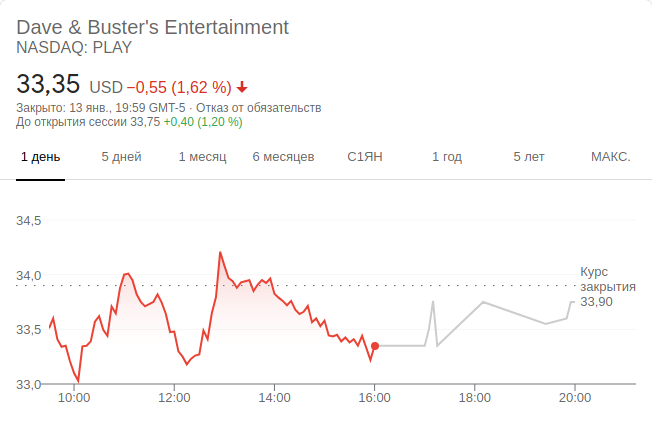 Dave & Buster's Entertainment
NASDAQ: PLAY
33,35 USD −0,55 (1,62 %)
Закрыто: 13 янв., 19:59 GMT-5 · Отказ от обязательств
До открытия сессии 33,75 +0,40 (1,20 %)
1 день 5 дней 1 месяц 6 месяцев С1ЯН 1 год 5 лет МАКС.
34,5
34,0
33,5
33,0
Курс
закрытия
33,90
10:00 12:00 14:00 16:00 18:00 20:00